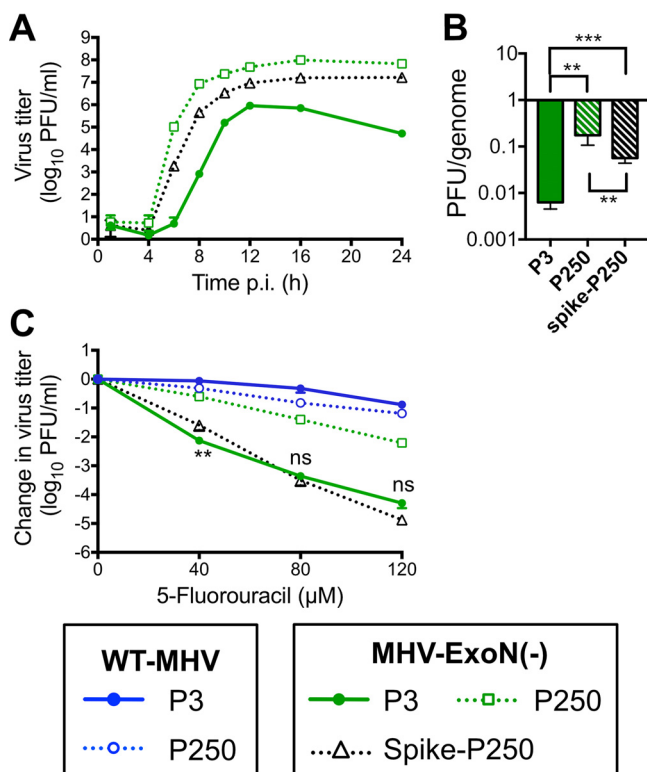 A
Virus titer
(log10 PFU/ml)
9
8
7
6
5
4
3
2
1
0
0
4
8
12
16
20
24
Time p.i. (h)
B
PFU/genome
10
1
0.1
0.01
0.001
***
**
**
P3
P250
spike-P250
C
Change in virus titer
(log10 PFU/ml)
1
0
-1
-2
-3
-4
-5
-6
**
ns
ns
0
40
80
120
5-Fluorouracil (µM)
WT-MHV
P3
P250
MHV-ExoN(-)
P3
P250
Spike-P250